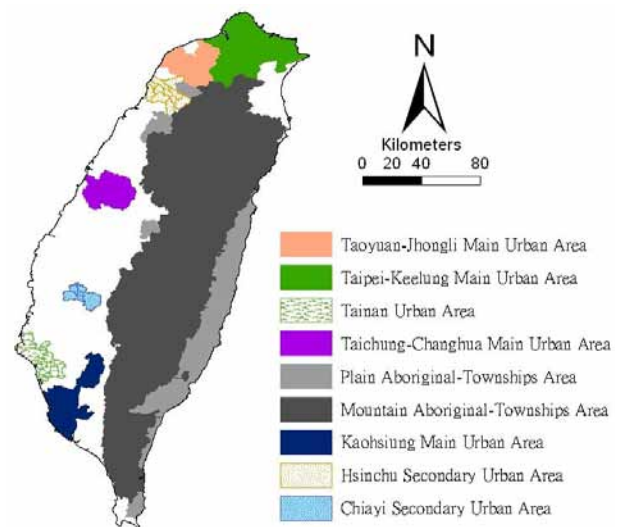 N
Kilometers
0 20 40 80
Taoyuan-Jhongli Main Urban Area
Taipei-Keelung Main Urban Area
Tainan Urban Area
Taichung-Changhua Main Urban Area
Plain Aboriginal-Townships Area
Mountain Aboriginal-Townships Area
Kaohsiung Main Urban Area
Hsinchu Secondary Urban Area
Chiayi Secondary Urban Area